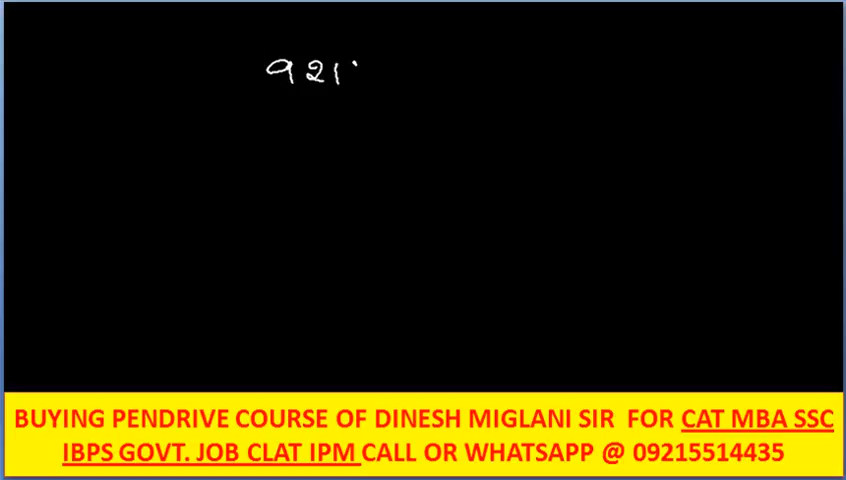 921
BUYING PENDRIVE COURSE OF DINESH MIGLANI SIR FOR CAT MBA SSC
IBPS GOVT. JOB CLAT IPM CALL OR WHATSAPP @ 09215514435